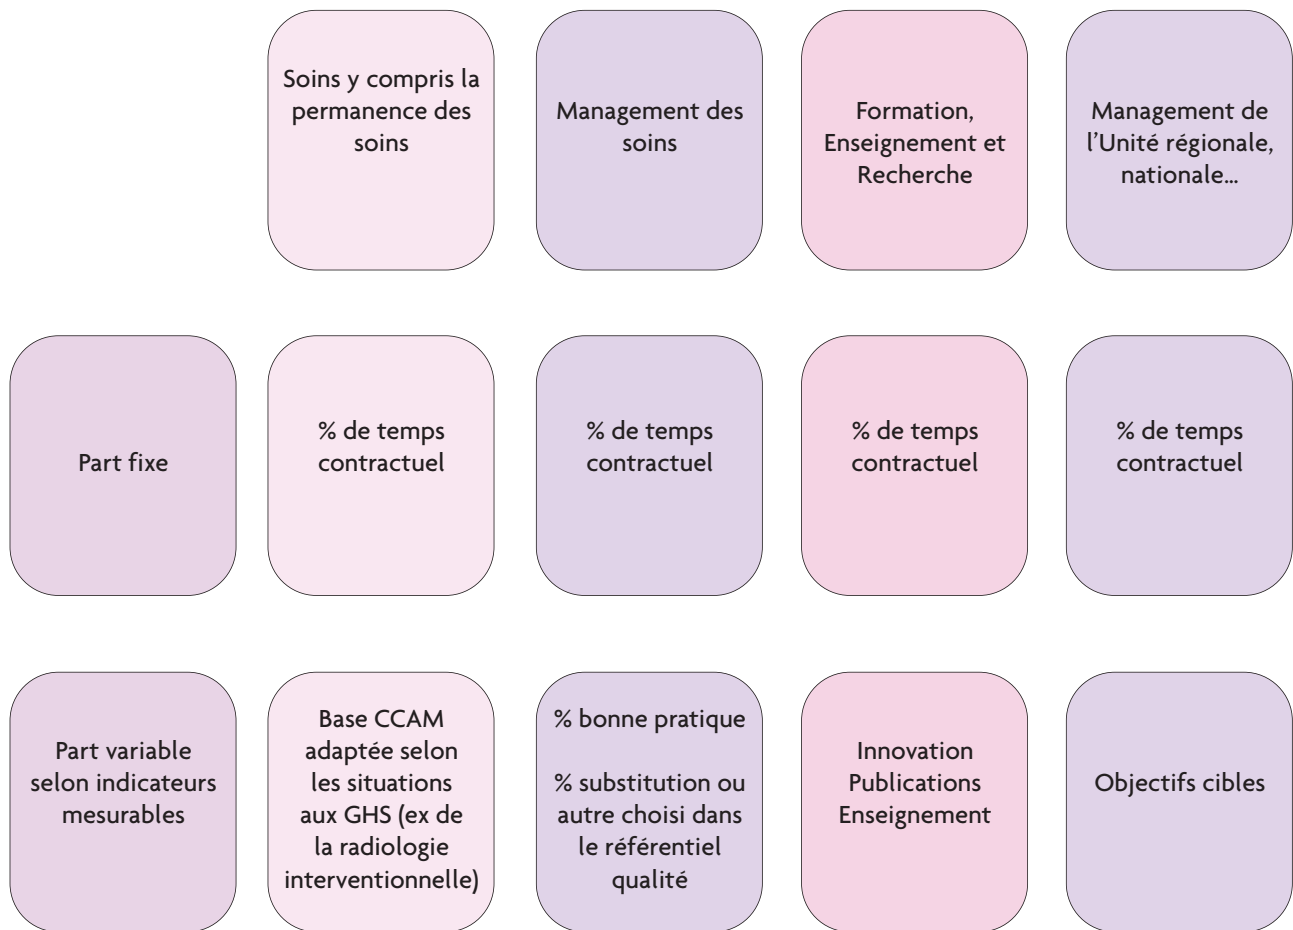 Soins y compris la
permanence des
soins
Management des
soins
Formation,
Enseignement et
Recherche
Management de
l’Unité régionale,
nationale…
Part fixe
% de temps
contractuel
% de temps
contractuel
% de temps
contractuel
% de temps
contractuel
Part variable
selon indicateurs
mesurables
Base CCAM
adaptée selon
les situations
aux GHS (ex de
la radiologie
interventionnelle)
% bonne pratique
% substitution ou
autre choisi dans
le référentiel
qualité
Innovation
Publications
Enseignement
Objectifs cibles